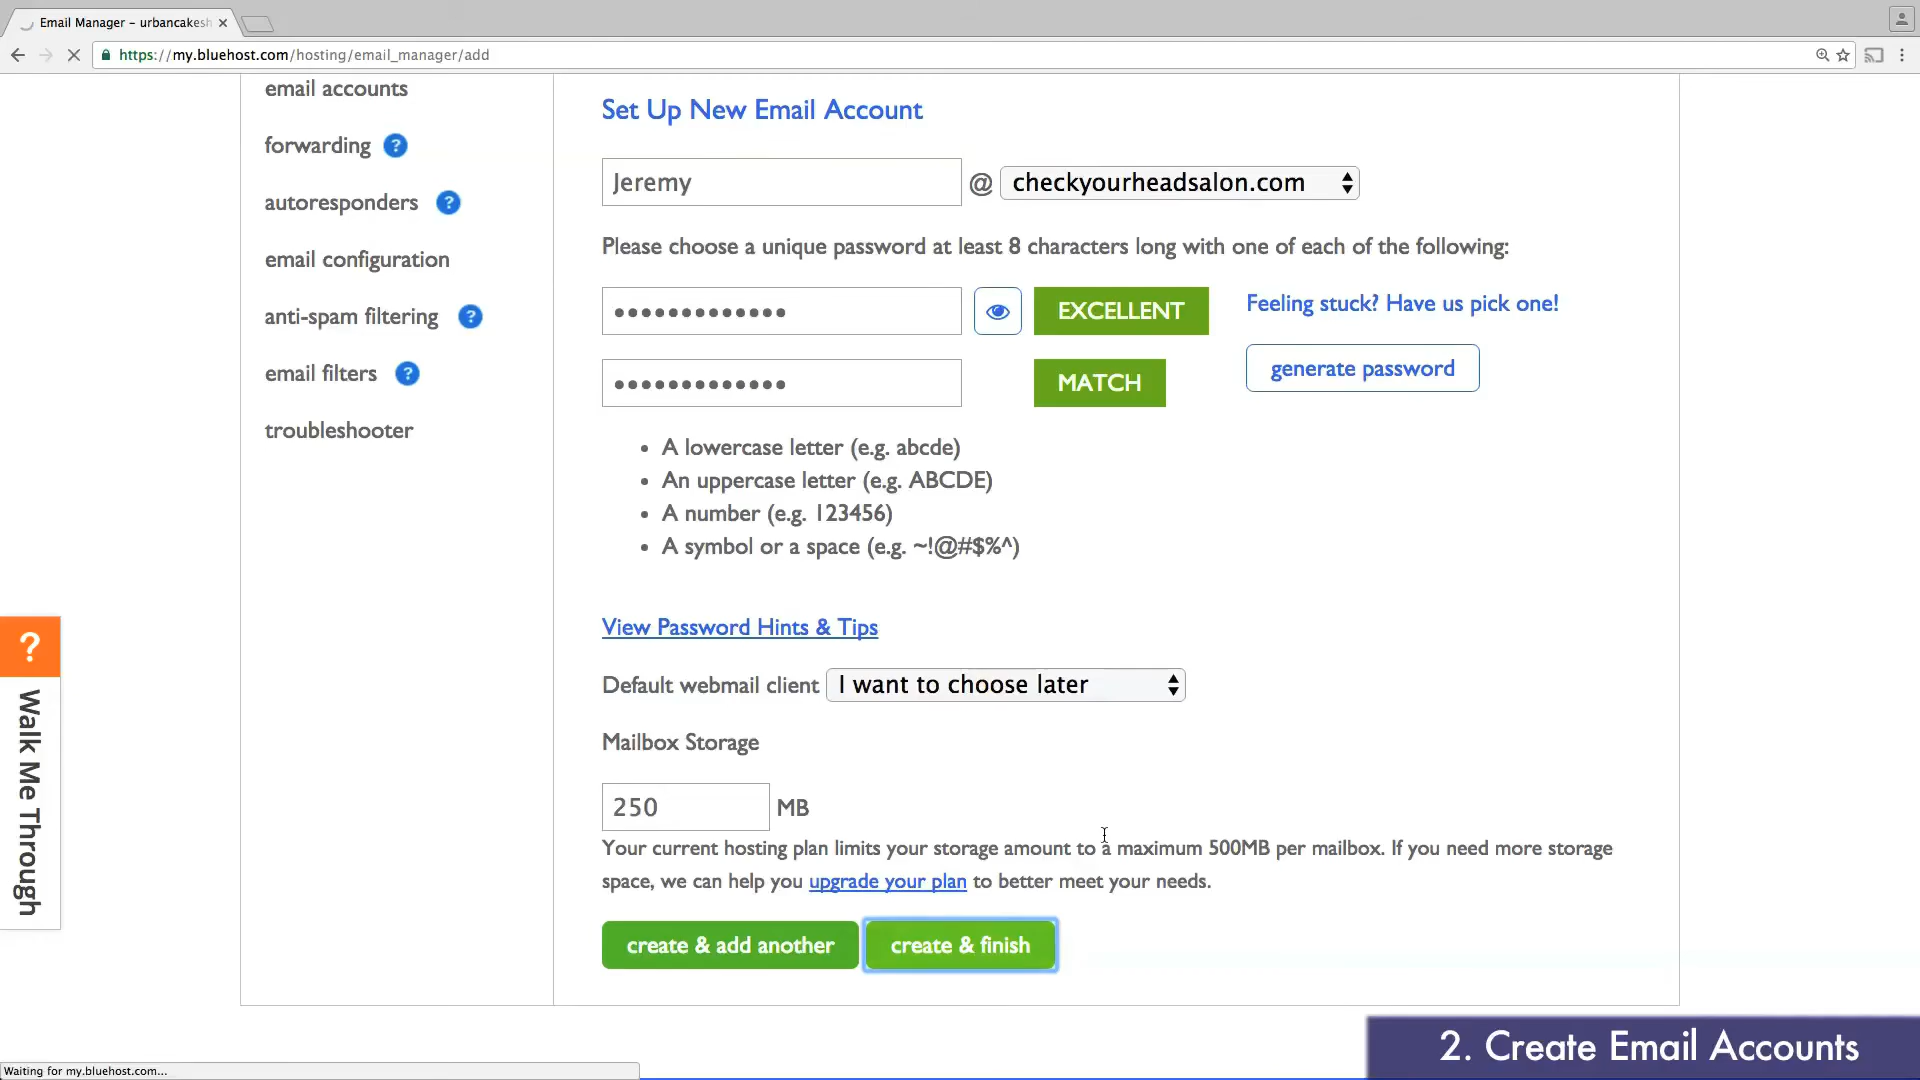 Email Manager – urbancakesh
https://my.bluehost.com/hosting/email_manager/add
email accounts
forwarding ?
autoresponders ?
email configuration
anti-spam filtering ?
email filters ?
troubleshooter
Set Up New Email Account
Jeremy @ checkyourheadsalon.com
Please choose a unique password at least 8 characters long with one of each of the following:
••••••••••••• EXCELLENT
••••••••••••• MATCH
Feeling stuck? Have us pick one!
generate password
• A lowercase letter (e.g. abcde)
• An uppercase letter (e.g. ABCDE)
• A number (e.g. 123456)
• A symbol or a space (e.g. ~!@#$%^)
View Password Hints & Tips
Default webmail client I want to choose later
Mailbox Storage
250 MB
Your current hosting plan limits your storage amount to a maximum 500MB per mailbox. If you need more storage
space, we can help you upgrade your plan to better meet your needs.
create & add another create & finish
?
Walk Me Through
2. Create Email Accounts
Waiting for my.bluehost.com...